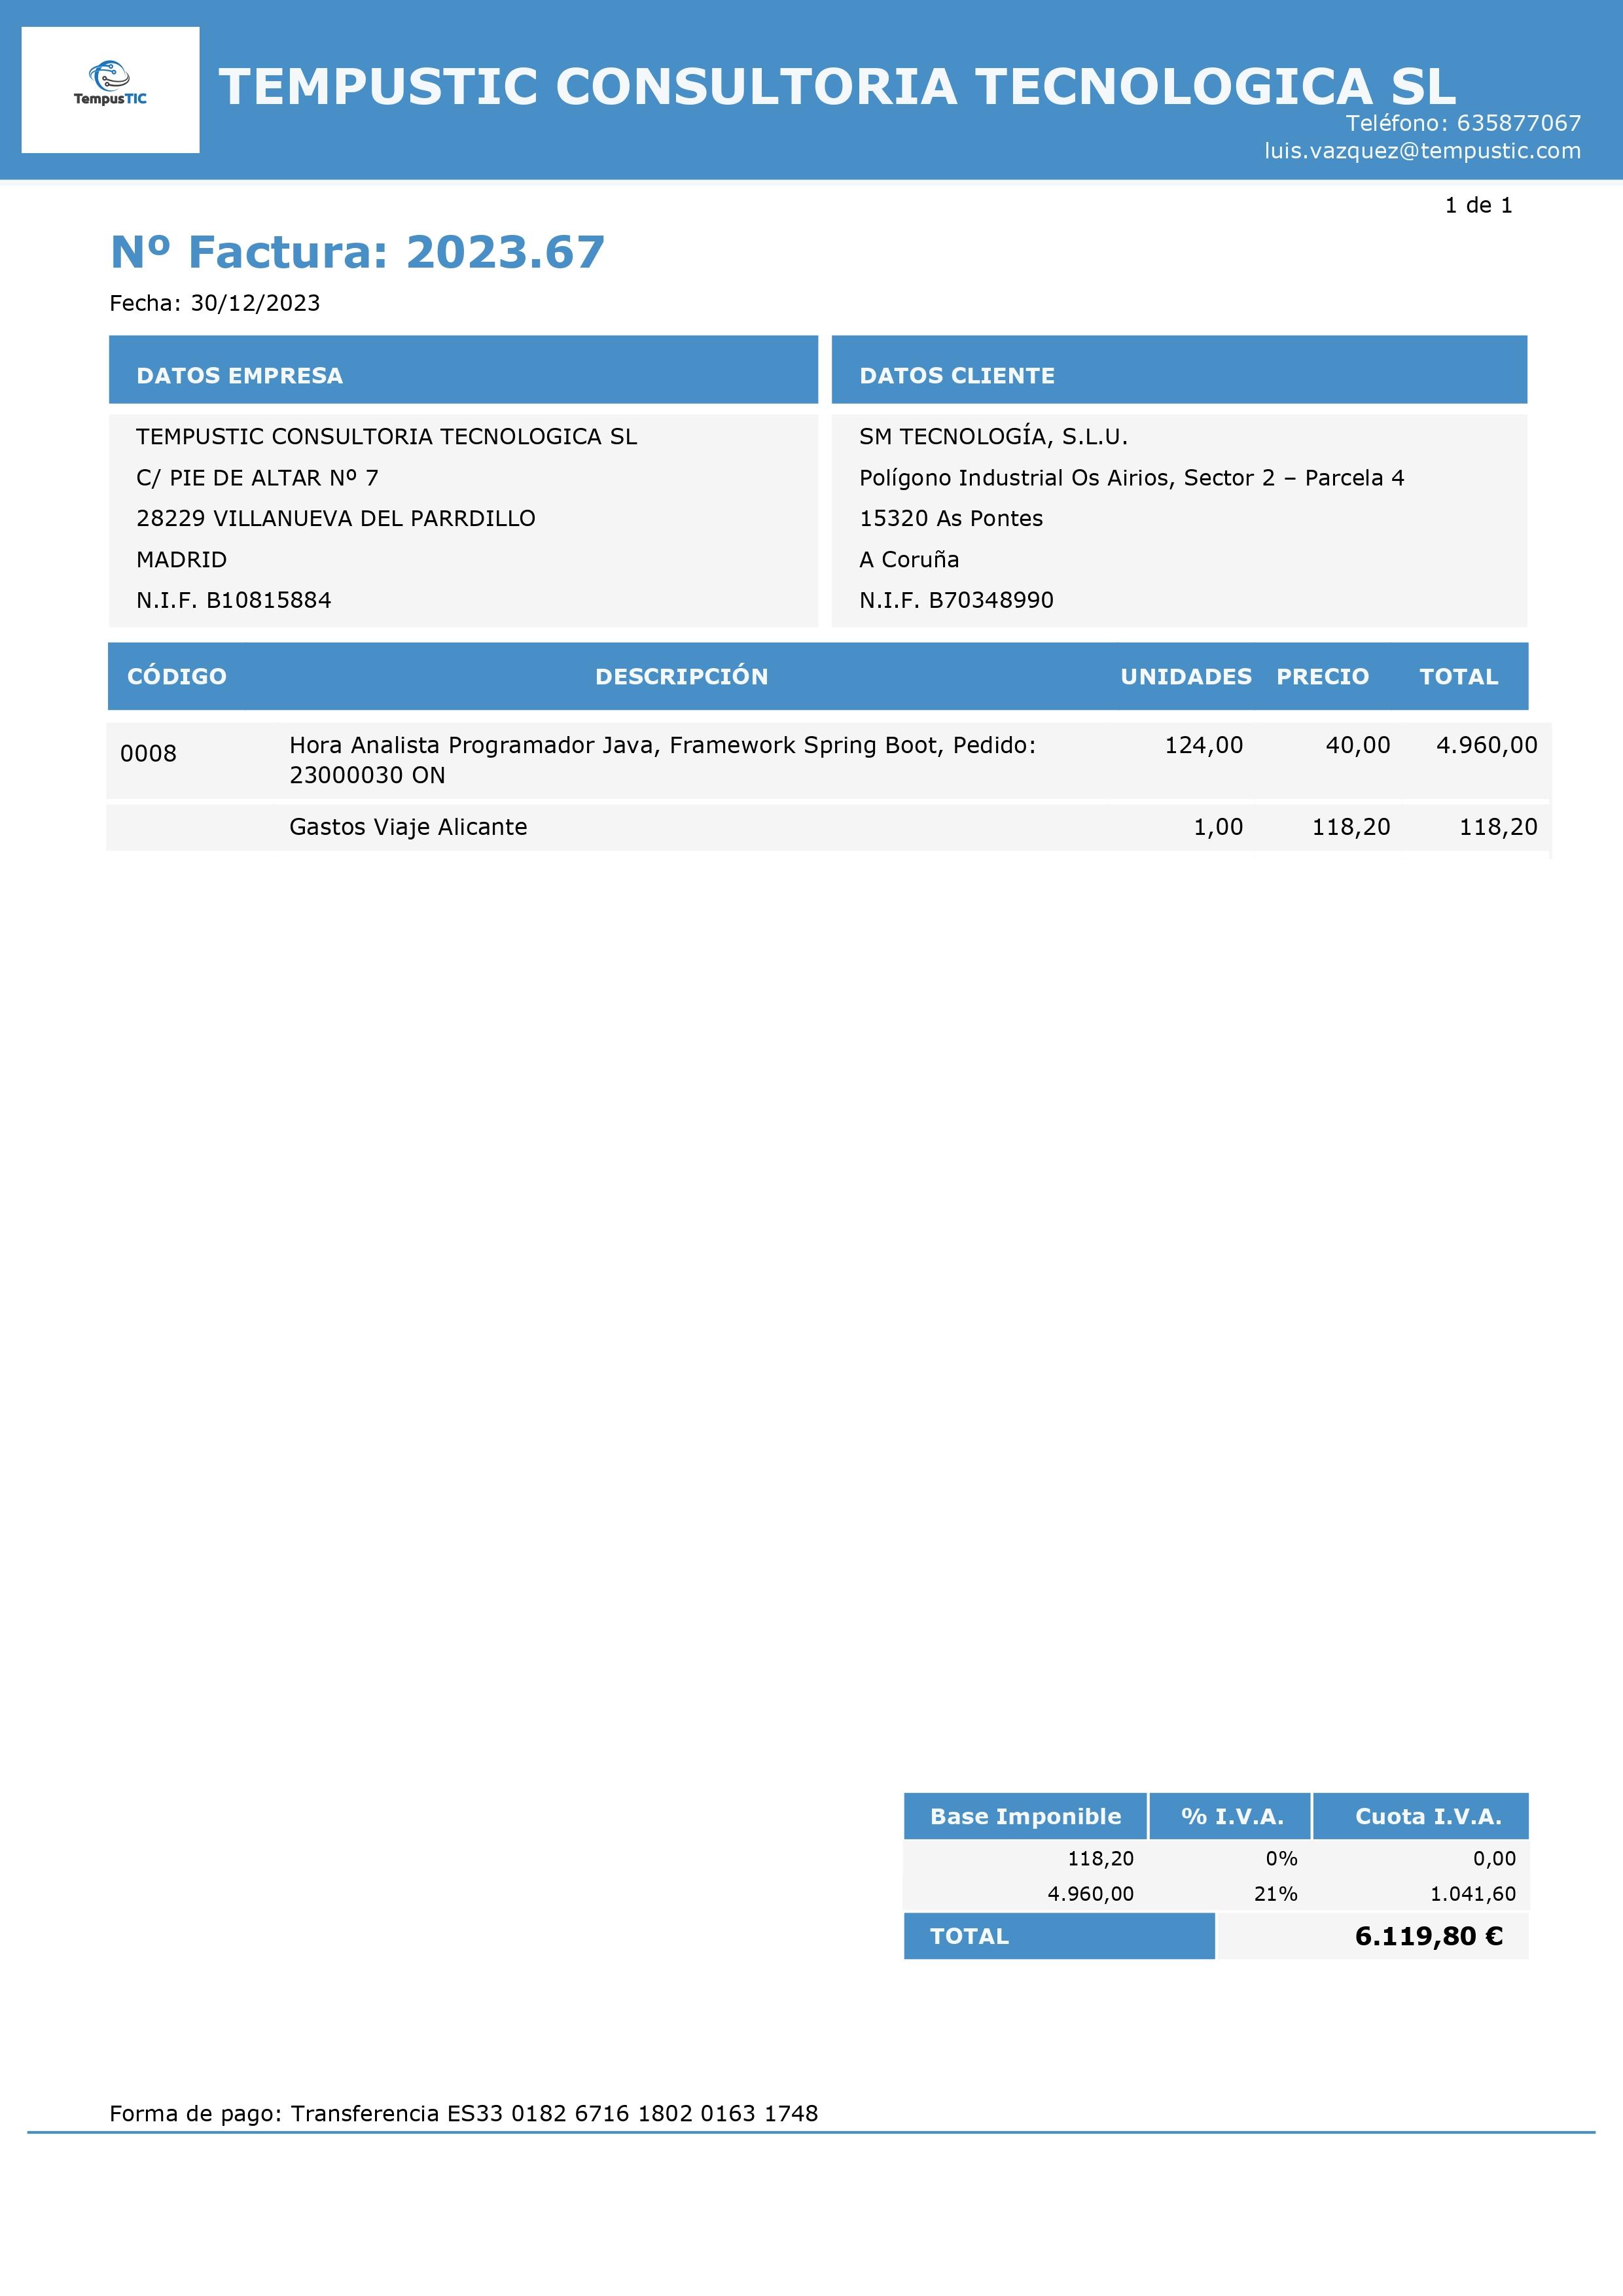 TempusTIC
TEMPUSTIC CONSULTORIA TECNOLOGICA SL
Teléfono: 635877067
luis.vazquez@tempustic.com
1 de 1
Nº Factura: 2023.67
Fecha: 30/12/2023
DATOS EMPRESA
TEMPUSTIC CONSULTORIA TECNOLOGICA SL
C/ PIE DE ALTAR Nº 7
28229 VILLANUEVA DEL PARRDILLO
MADRID
N.I.F. B10815884
DATOS CLIENTE
SM TECNOLOGÍA, S.L.U.
Polígono Industrial Os Airios, Sector 2 – Parcela 4
15320 As Pontes
A Coruña
N.I.F. B70348990
CÓDIGO DESCRIPCIÓN UNIDADES PRECIO TOTAL
0008 Hora Analista Programador Java, Framework Spring Boot, Pedido: 124,00 40,00 4.960,00
23000030 ON
Gastos Viaje Alicante 1,00 118,20 118,20
Base Imponible % I.V.A. Cuota I.V.A.
118,20 0% 0,00
4.960,00 21% 1.041,60
TOTAL 6.119,80 €
Forma de pago: Transferencia ES33 0182 6716 1802 0163 1748